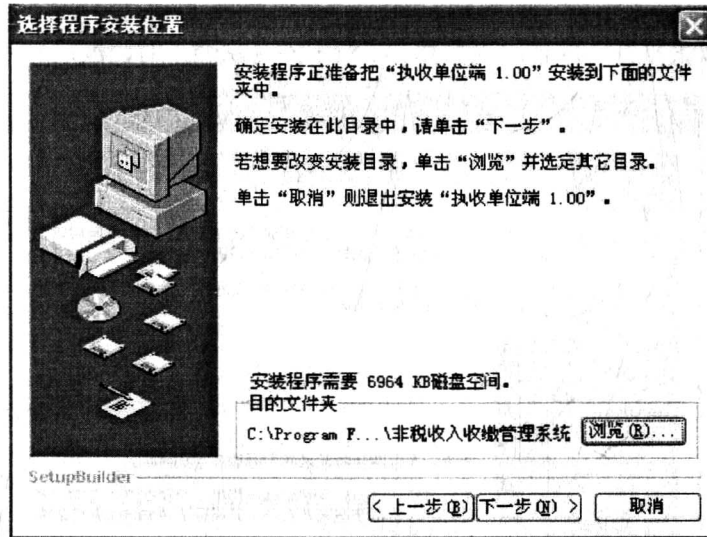 选择程序安装位置
安装程序正准备把“执收单位端 1.00”安装到下面的文件
夹中。
确定安装在此目录中，请单击“下一步”。
若想要改变安装目录，单击“浏览”并选定其它目录。
单击“取消”则退出安装“执收单位端 1.00”。
安装程序需要 6964 KB磁盘空间。
目的文件夹
C:\Program F...\非税收入收缴管理系统 浏览(R)...
SetupBuilder
< 上一步(B) 下一步(N) > 取消